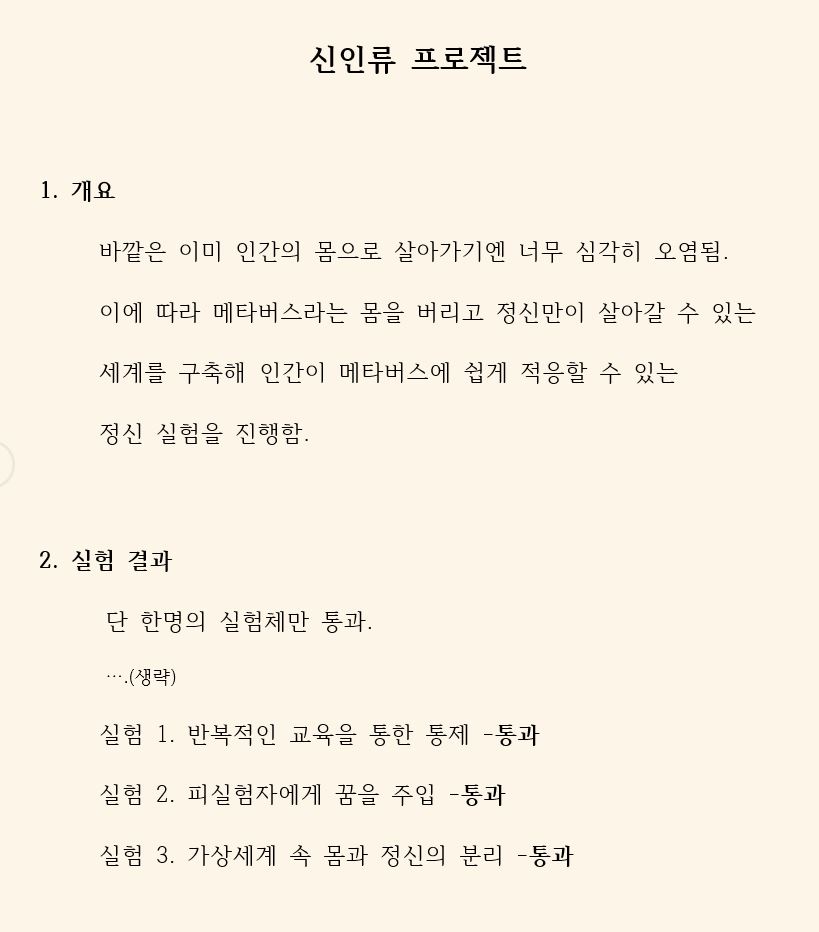 신인류 프로젝트
1. 개요
바깥은 이미 인간의 몸으로 살아가기엔 너무 심각히 오염됨.
이에 따라 메타버스라는 몸을 버리고 정신만이 살아갈 수 있는
세계를 구축해 인간이 메타버스에 쉽게 적응할 수 있는
정신 실험을 진행함.
2. 실험 결과
단 한명의 실험체만 통과.
….(생략)
실험 1. 반복적인 교육을 통한 통제 -통과
실험 2. 피실험자에게 꿈을 주입 -통과
실험 3. 가상세계 속 몸과 정신의 분리 -통과